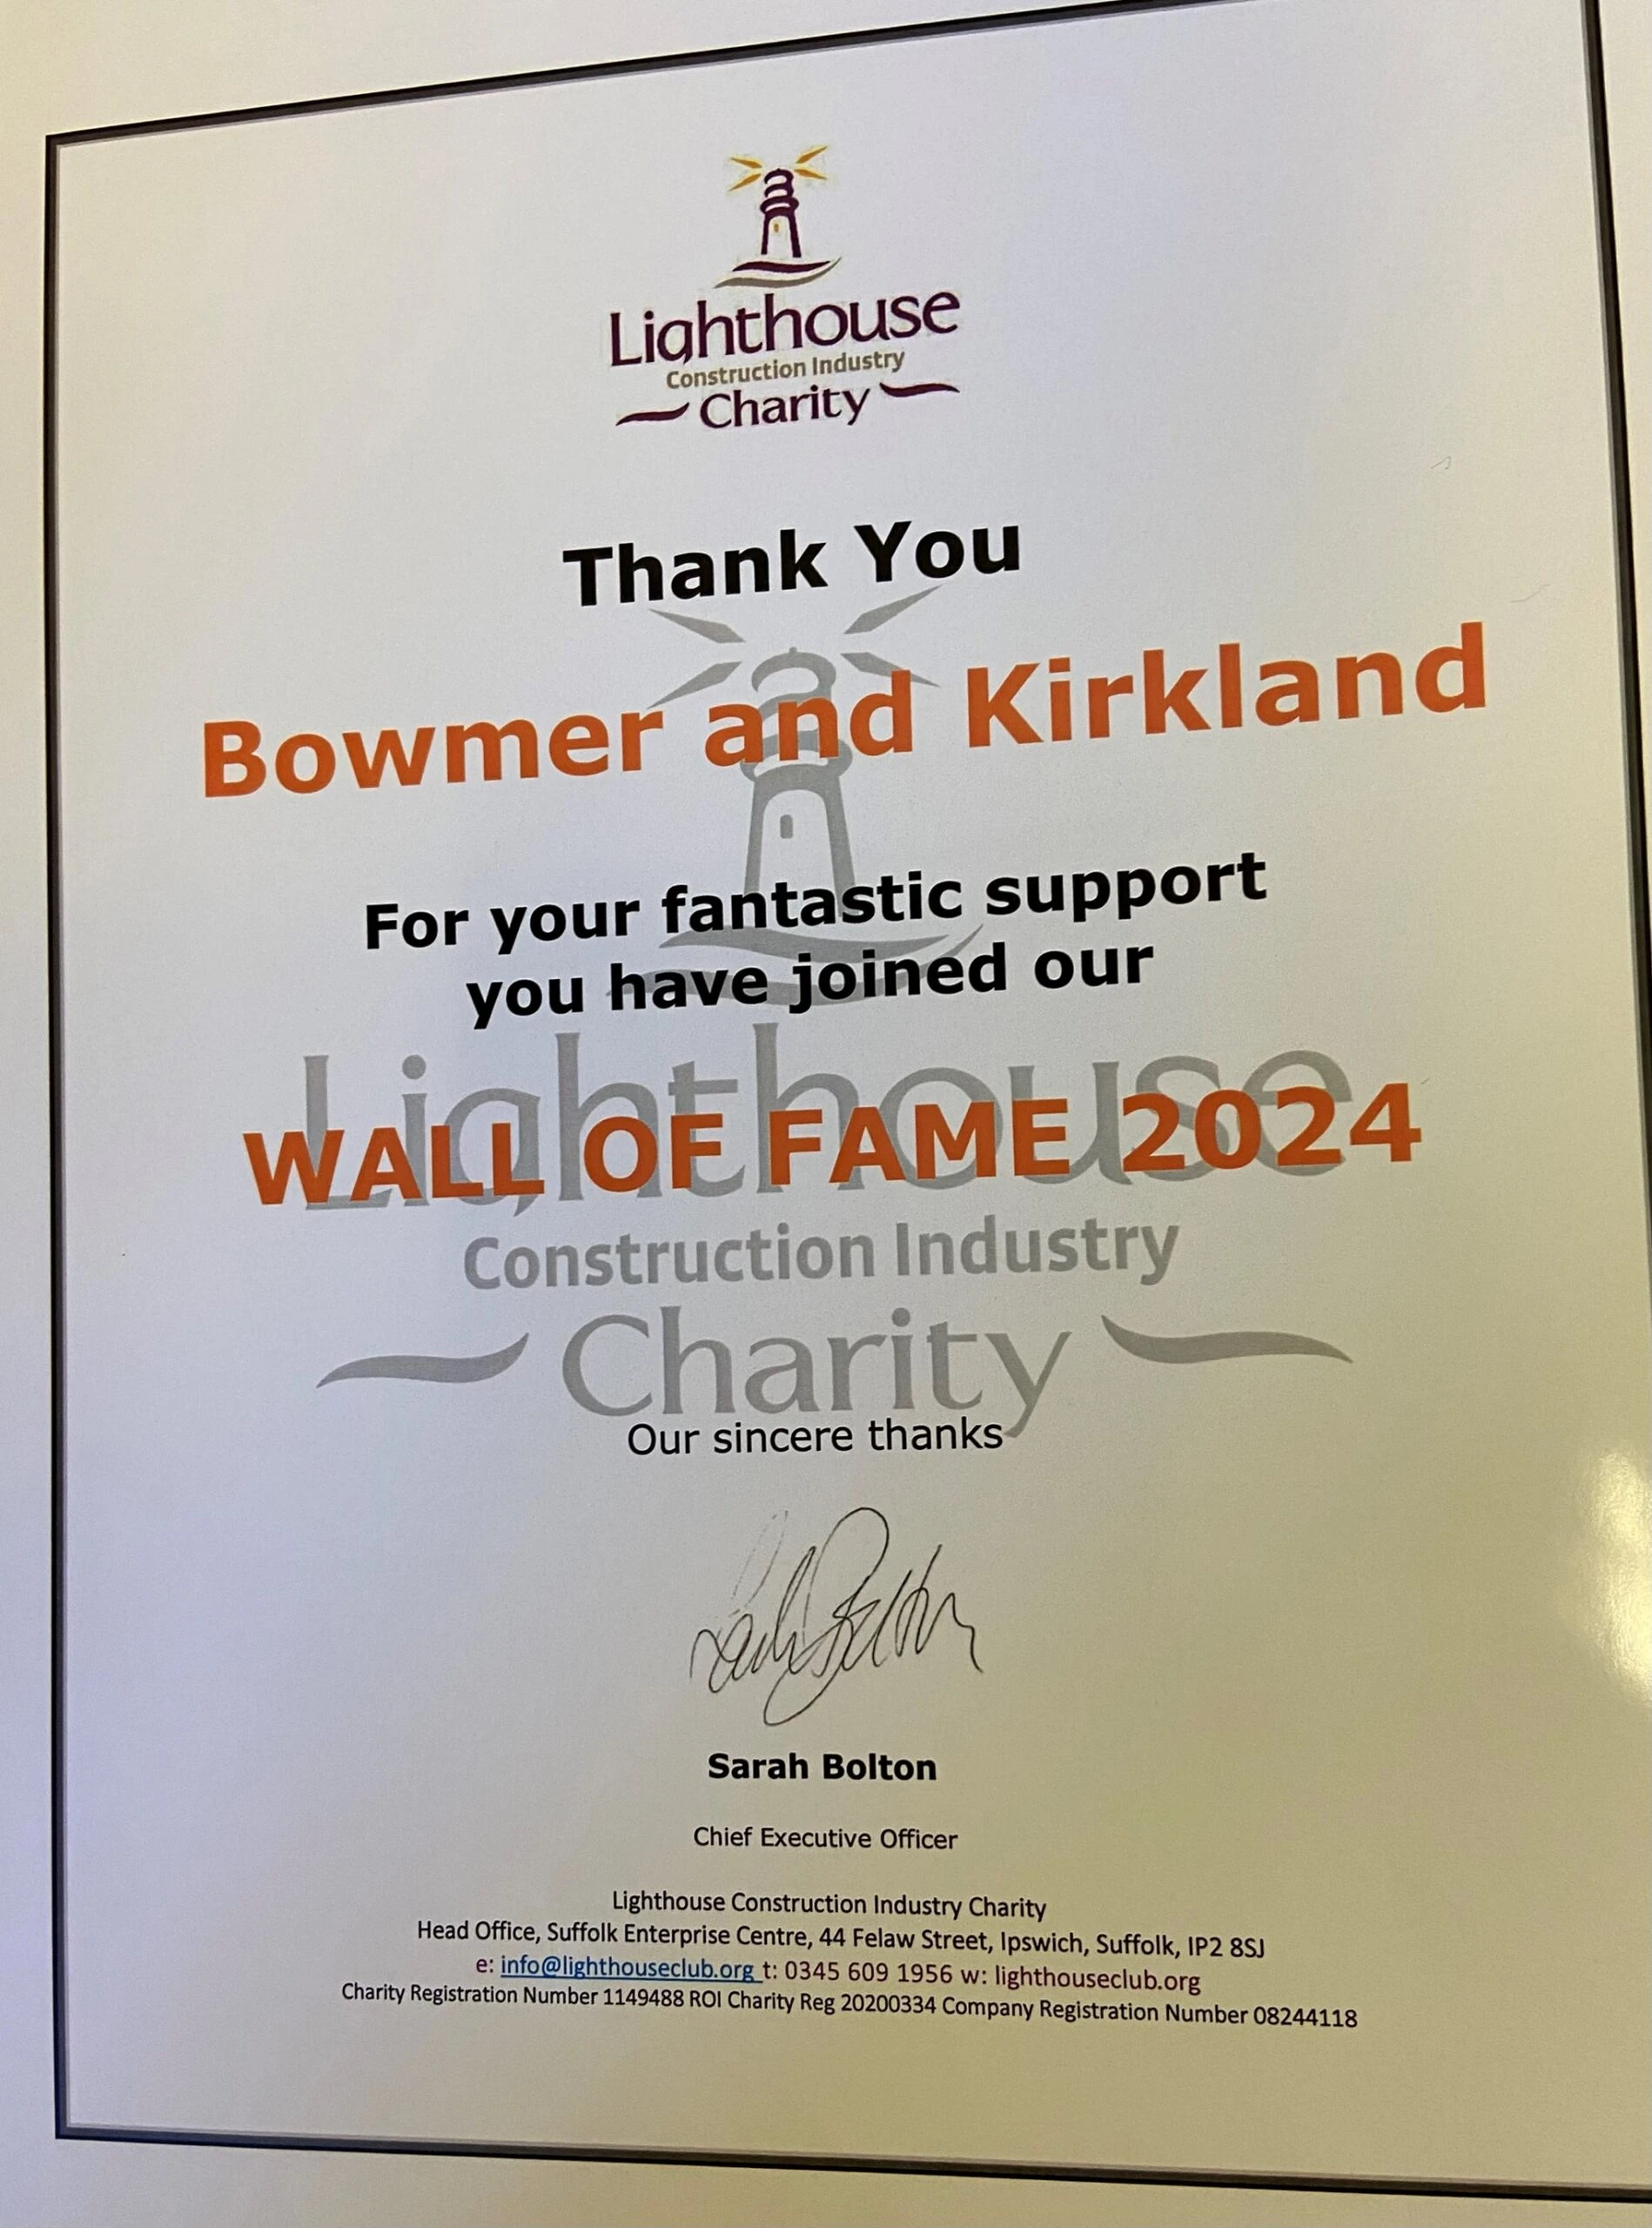 Lighthouse
Construction Industry
Charity
Thank You
Bowmer and Kirkland
For your fantastic support
you have joined our
Lighthouse
WALL OF FAME 2024
Construction Industry
Charity
Our sincere thanks
Sarah Bolton
Sarah Bolton
Chief Executive Officer
Lighthouse Construction Industry Charity
Head Office, Suffolk Enterprise Centre, 44 Felaw Street, Ipswich, Suffolk, IP2 8SJ
e: info@lighthouseclub.org t: 0345 609 1956 w: lighthouseclub.org
Charity Registration Number 1149488 ROI Charity Reg 20200334 Company Registration Number 08244118